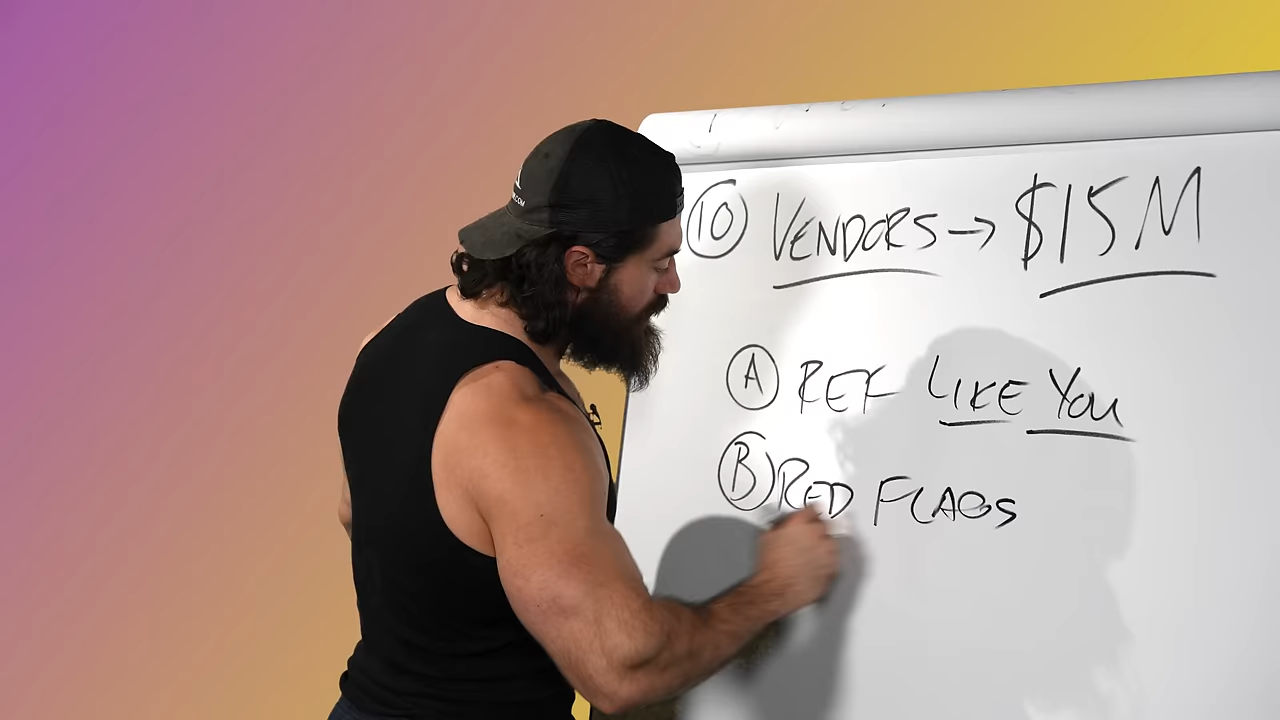 10 VENDORS → $15M
A REF LIKE YOU
B RED FLAGS